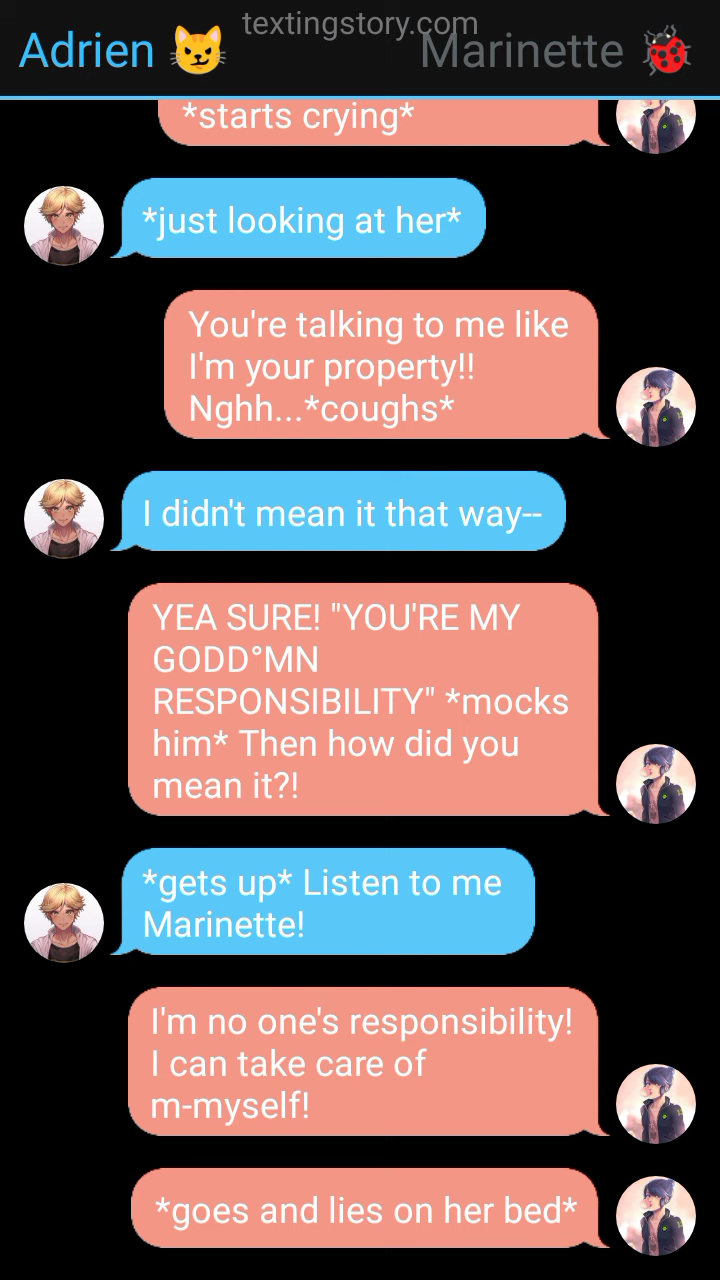 textingstory.com
Adrien 😼
Marinette 🐞
*starts crying*
*just looking at her*
You're talking to me like
I'm your property!!
Nghh...*coughs*
I didn't mean it that way--
YEA SURE! "YOU'RE MY
GODD°MN
RESPONSIBILITY" *mocks
him* Then how did you
mean it?!
*gets up* Listen to me
Marinette!
I'm no one's responsibility!
I can take care of
m-myself!
*goes and lies on her bed*